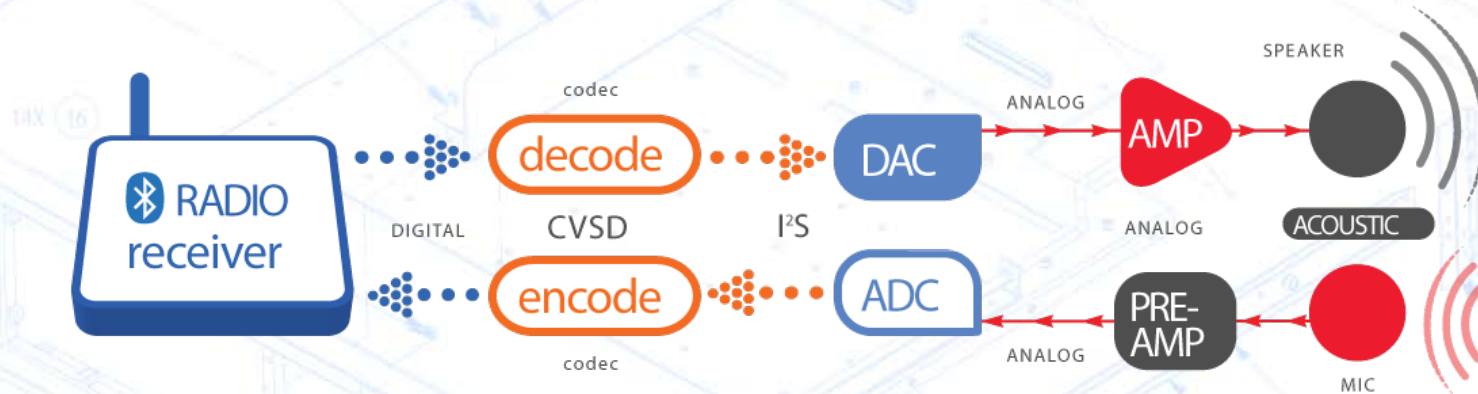 SPEAKER
codec
ANALOG
decode
DAC
AMP
RADIO
receiver
DIGITAL
CVSD
I²S
ANALOG
ACOUSTIC
encode
ADC
PRE-
AMP
codec
ANALOG
MIC